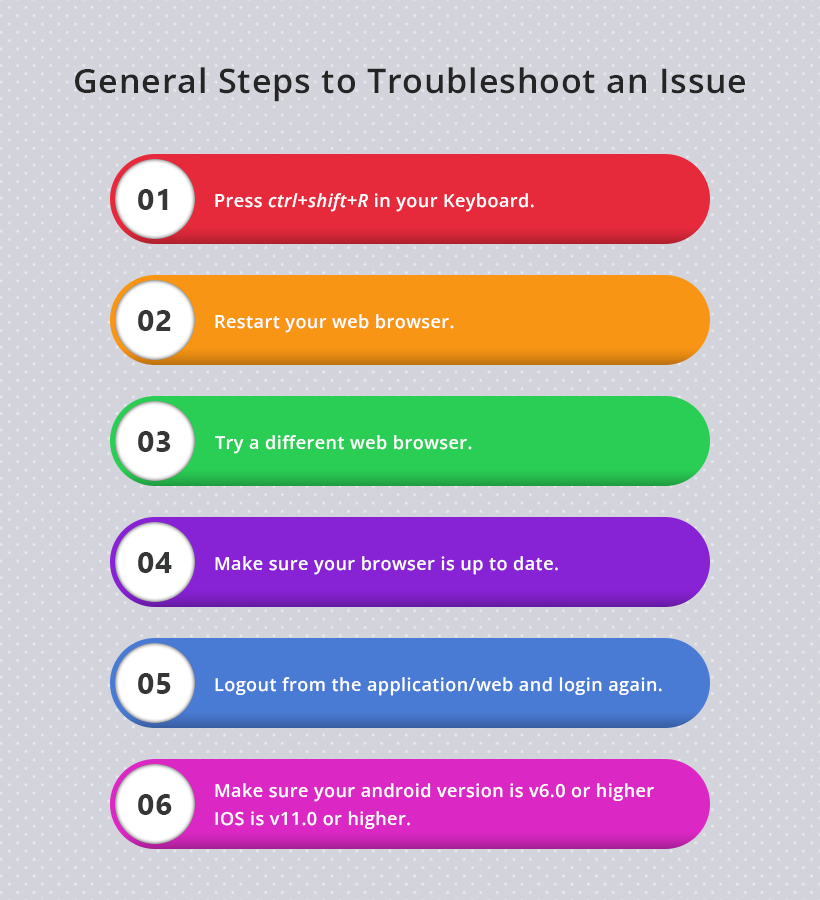 General Steps to Troubleshoot an Issue
01
Press ctrl+shift+R in your Keyboard.
02
Restart your web browser.
03
Try a different web browser.
04
Make sure your browser is up to date.
05
Logout from the application/web and login again.
06
Make sure your android version is v6.0 or higher
IOS is v11.0 or higher.